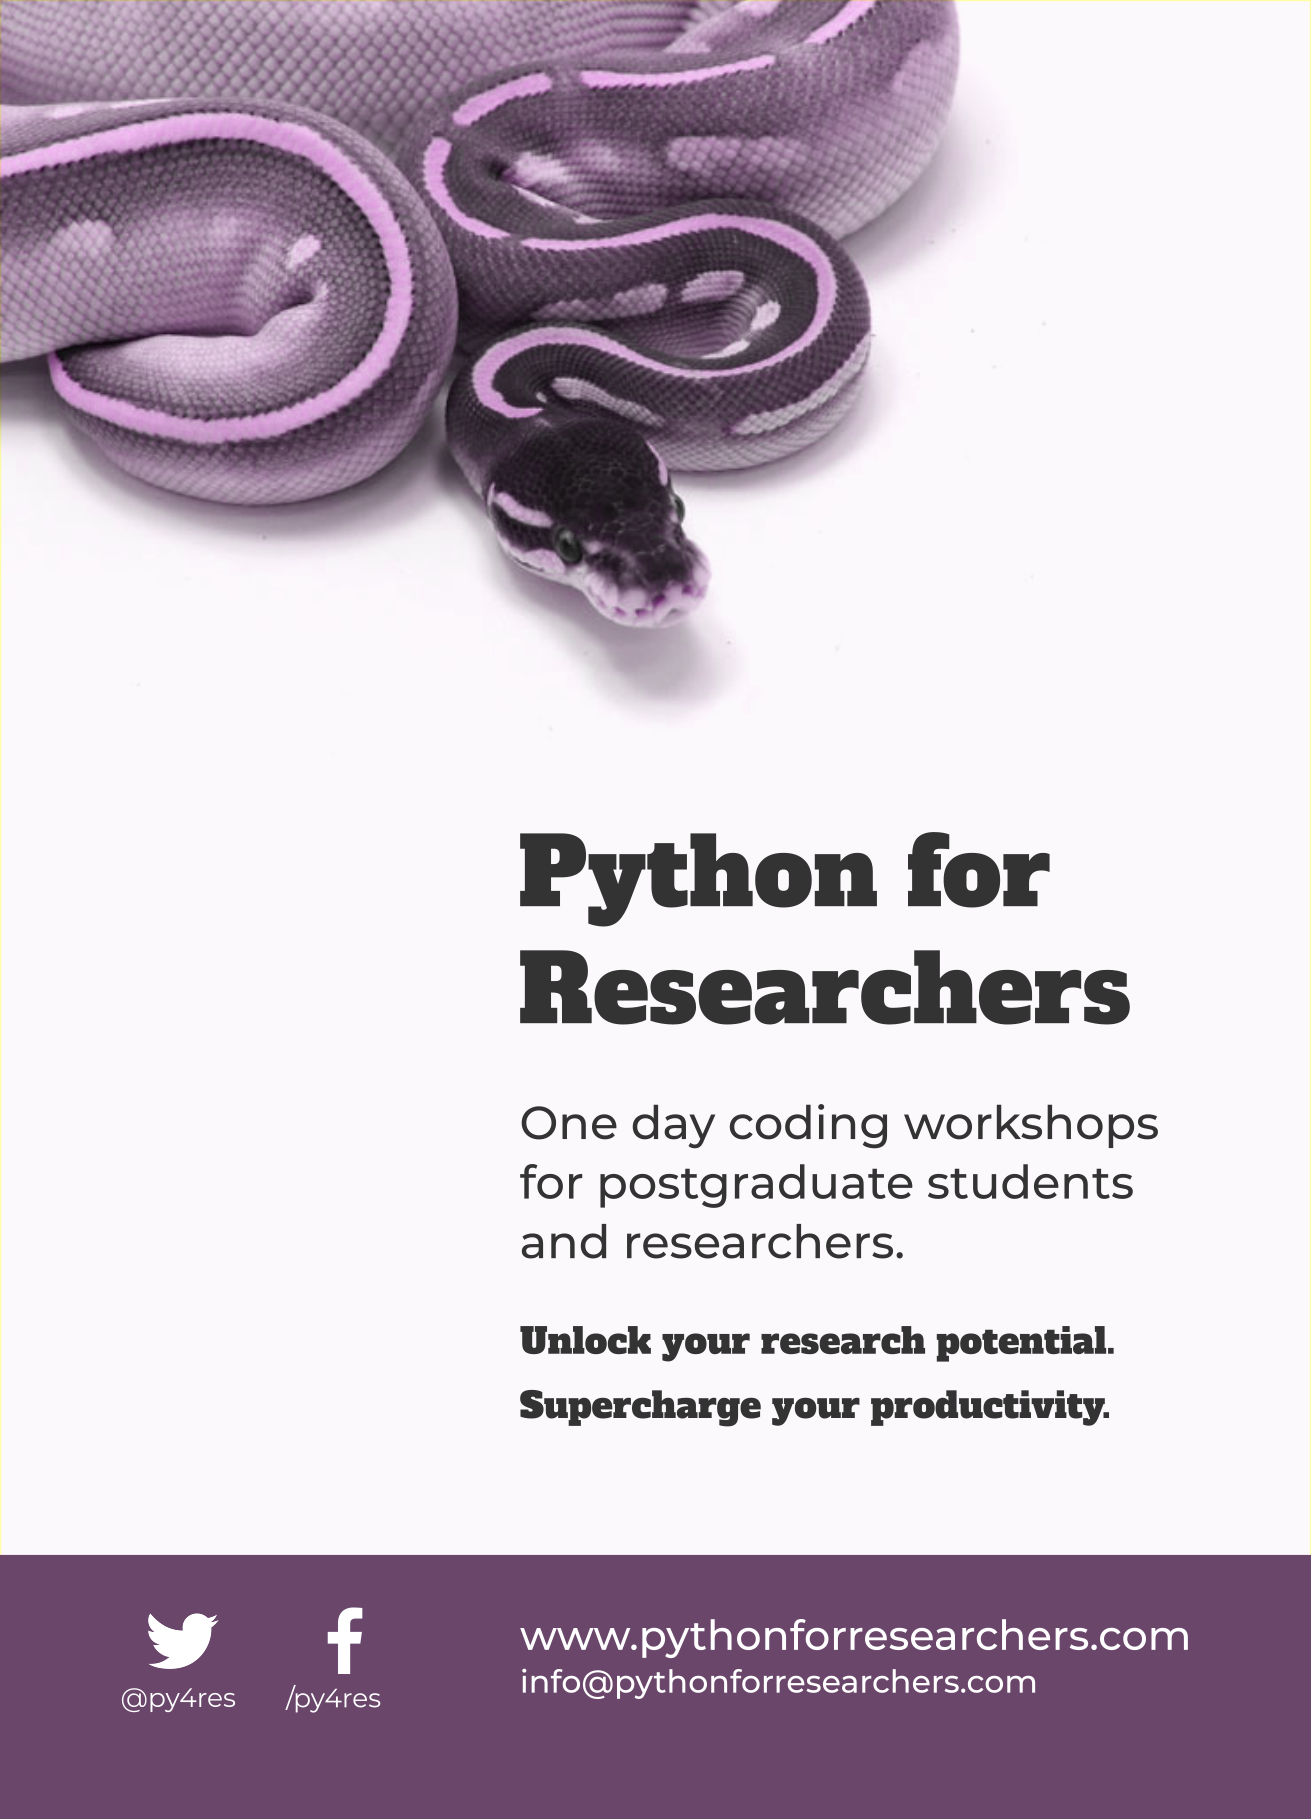 Python for
Researchers
One day coding workshops
for postgraduate students
and researchers.
Unlock your research potential.
Supercharge your productivity.
@py4res
/py4res
www.pythonforresearchers.com
info@pythonforresearchers.com